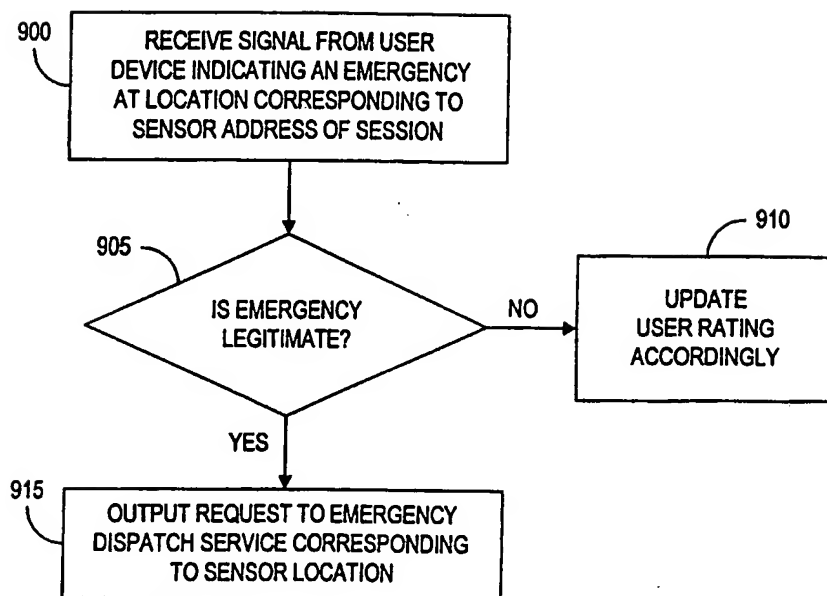 900
RECEIVE SIGNAL FROM USER
DEVICE INDICATING AN EMERGENCY
AT LOCATION CORRESPONDING TO
SENSOR ADDRESS OF SESSION
905
IS EMERGENCY
LEGITIMATE?
NO
910
UPDATE
USER RATING
ACCORDINGLY
YES
915
OUTPUT REQUEST TO EMERGENCY
DISPATCH SERVICE CORRESPONDING
TO SENSOR LOCATION